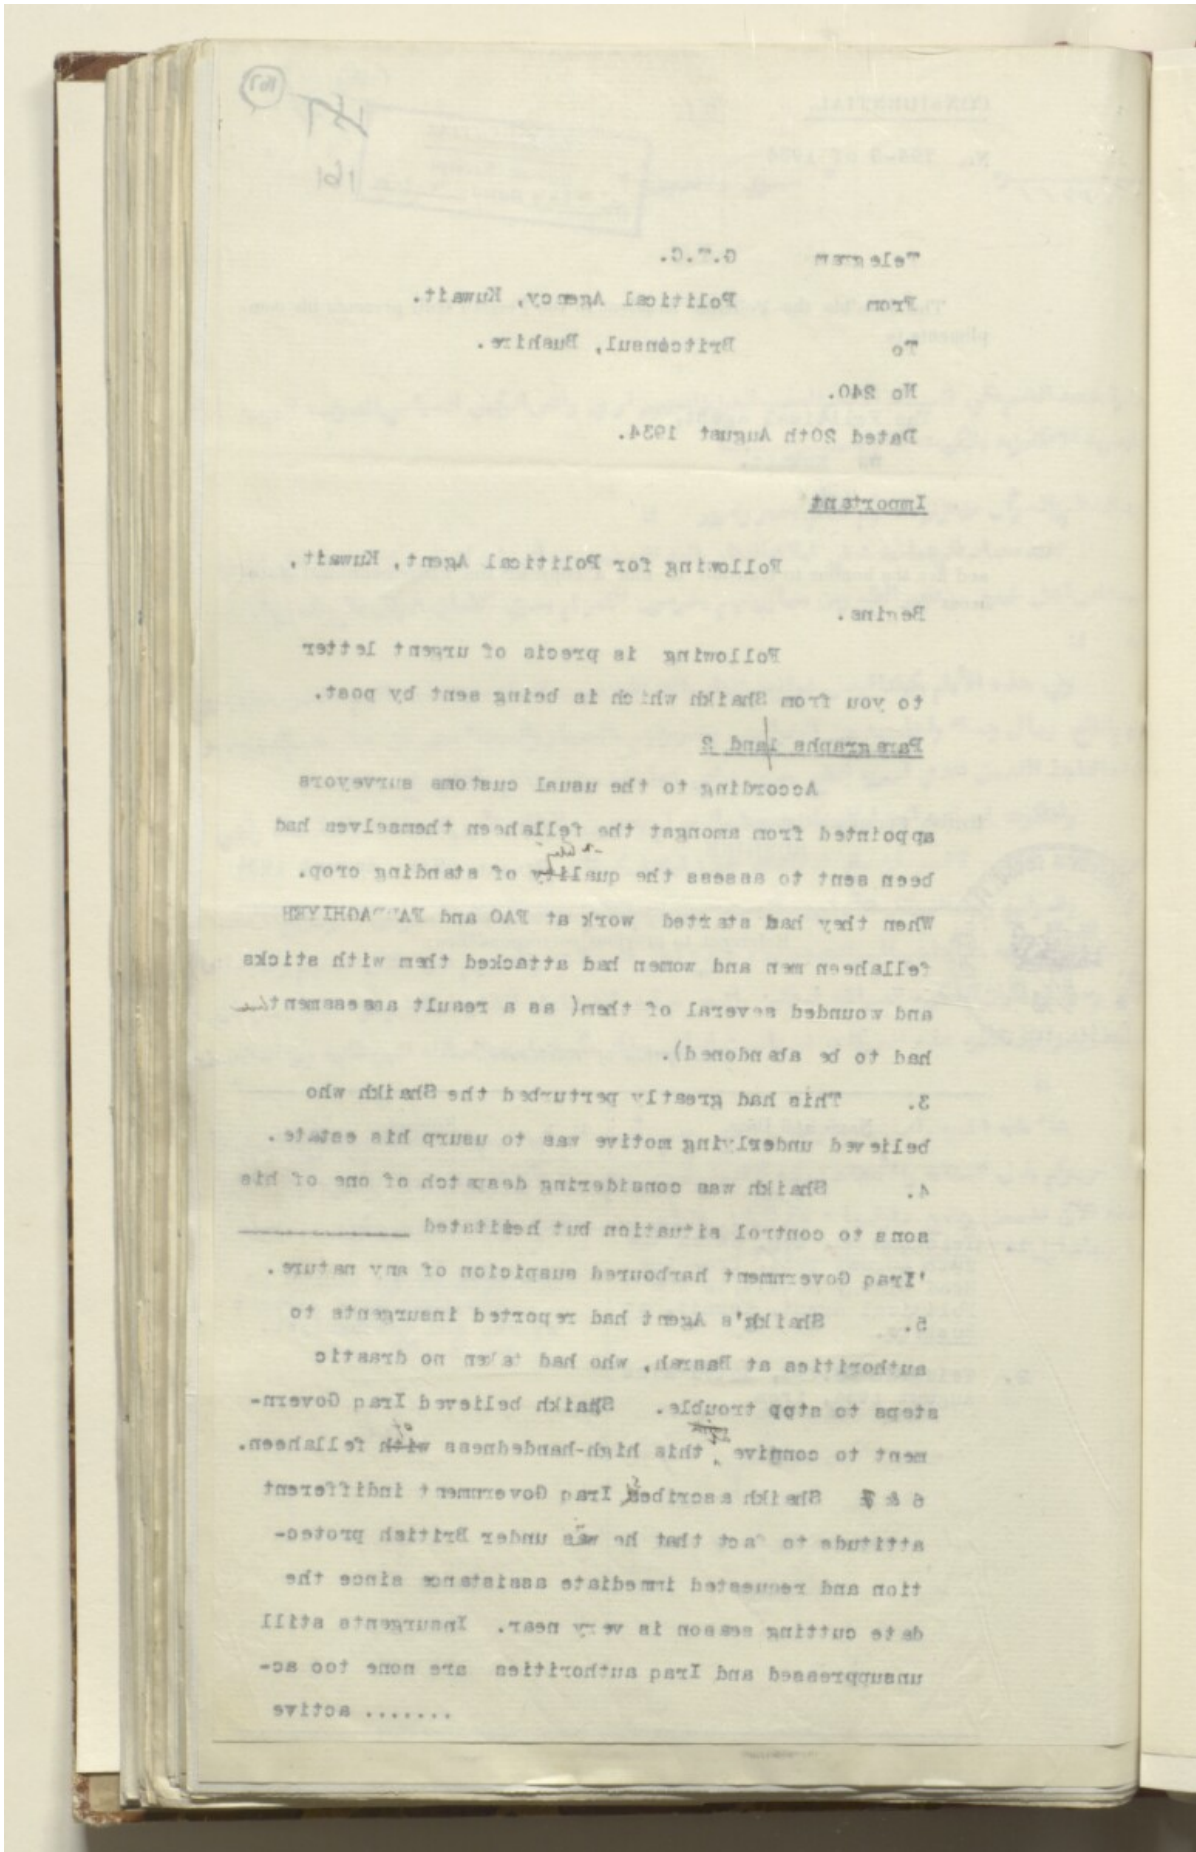 Telegram G.T.C.
From Political Agency, Kuwait.
To Britconsul, Bushire.
No 240.
Dated 20th August 1934.
Important
Following for Political Agent, Kuwait,
Begins.
Following is precis of urgent letter
to you from Shaikh which is being sent by post.
Paragraphs 1 and 2
According to the usual customs surveyors
appointed from amongst the fellaheen themselves had
been sent to assess the quality of standing crop.
When they had started work at FAO and
fellaheen men and women had attacked them with sticks
and wounded several of them (as a result assessment
had to be abandoned).
3. This had greatly perturbed the Shaikh who
believed underlying motive was to usurp his estate.
4. Shaikh was considering despatch of one of his
sons to control situation but hesitated
'Iraq Government harboured suspicion of any nature.
5. Shaikh's Agent had reported insurgents to
authorities at Basrah, who had taken no drastic
steps to stop trouble. Shaikh believed Iraq Govern-
ment to connive this high-handedness with of fellaheen.
6 & 7 Shaikh ascribes Iraq Government indifferent
attitude to fact that he was under British protec-
tion and requested immediate assistance since the
date cutting season is very near. Insurgents still
unsuppressed and Iraq authorities are none too ac-
....... active
161